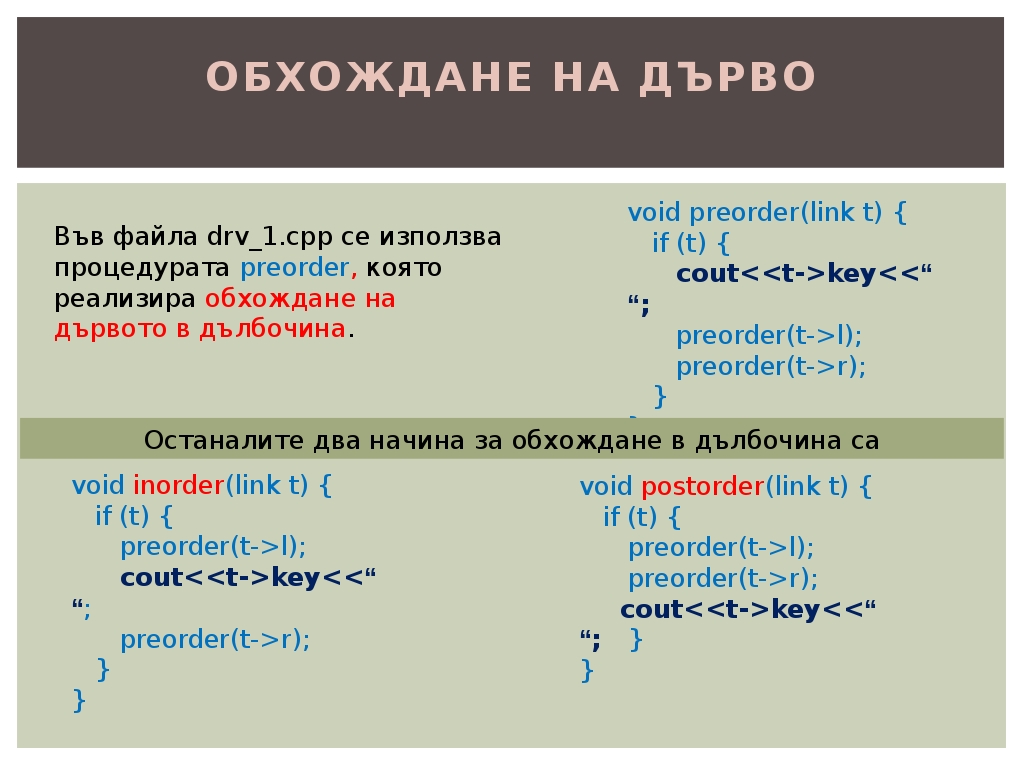 ОБХОЖДАНЕ НА ДЪРВО
Във файла drv_1.cpp се използва
процедурата preorder, която
реализира обхождане на
дървото в дълбочина.
void preorder(link t) {
if (t) {
cout<<t->key<<“
“;
preorder(t->l);
preorder(t->r);
}
}
Останалите два начина за обхождане в дълбочина са
void inorder(link t) {
if (t) {
preorder(t->l);
cout<<t->key<<“
“;
preorder(t->r);
}
}
void postorder(link t) {
if (t) {
preorder(t->l);
preorder(t->r);
cout<<t->key<<“
“; }
}